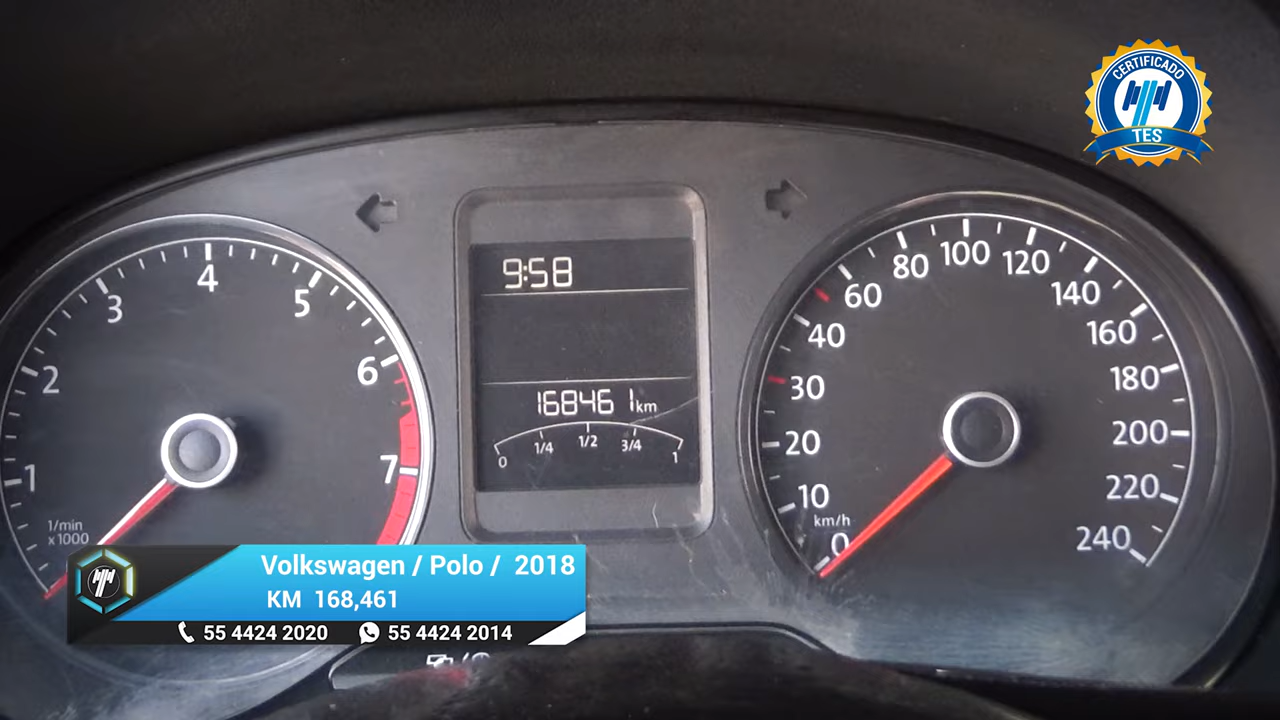 CERTIFICADO
TES
9:58
168461 km
0 1/4 1/2 3/4 1
1 2 3 4 5 6 7
1/min
x1000
0 10 20 30 40 60 80 100 120 140 160 180 200 220 240
km/h
Volkswagen / Polo / 2018
KM 168,461
55 4424 2020 55 4424 2014